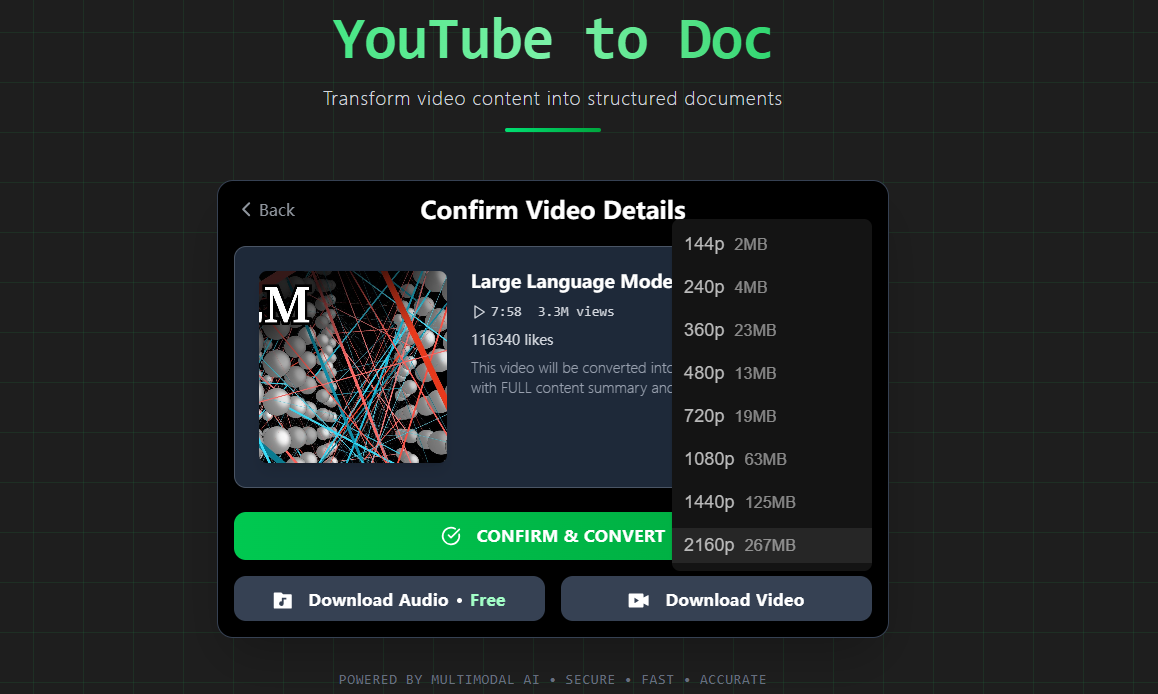 YouTube to Doc
Transform video content into structured documents
Back
Confirm Video Details
M
Large Language Mode
7:58 3.3M views
116340 likes
This video will be converted into
with FULL content summary and
144p 2MB
240p 4MB
360p 23MB
480p 13MB
720p 19MB
1080p 63MB
1440p 125MB
2160p 267MB
CONFIRM & CONVERT
Download Audio • Free
Download Video
POWERED BY MULTIMODAL AI • SECURE • FAST • ACCURATE